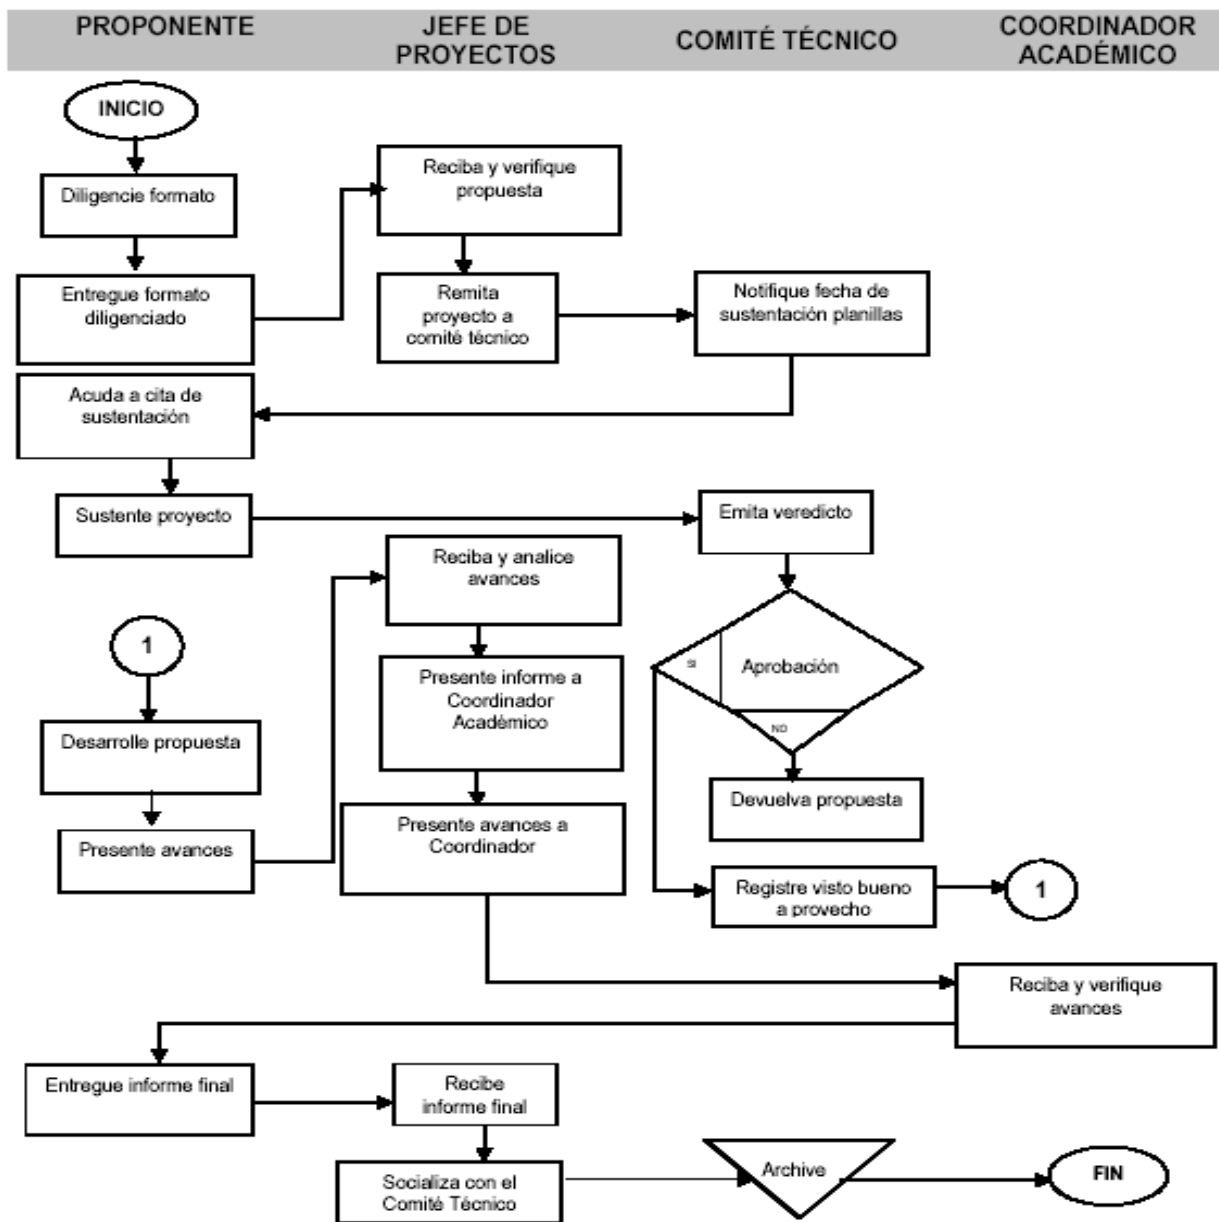 PROPONENTE
JEFE DE
PROYECTOS
COMITÉ TÉCNICO
COORDINADOR
ACADÉMICO
INICIO
Diligencie formato
Reciba y verifique
propuesta
Entregue formato
diligenciado
Remita
proyecto a
comité técnico
Notifique fecha de
sustentación planillas
Acuda a cita de
sustentación
Sustente proyecto
Emita veredicto
Reciba y analice
avances
1
SI
Aprobación
NO
Presente informe a
Coordinador
Académico
Desarrolle propuesta
Devuelva propuesta
Presente avances
Presente avances a
Coordinador
Registre visto bueno
a provecho
1
Reciba y verifique
avances
Entregue informe final
Recibe
informe final
Socializa con el
Comité Técnico
Archive
FIN